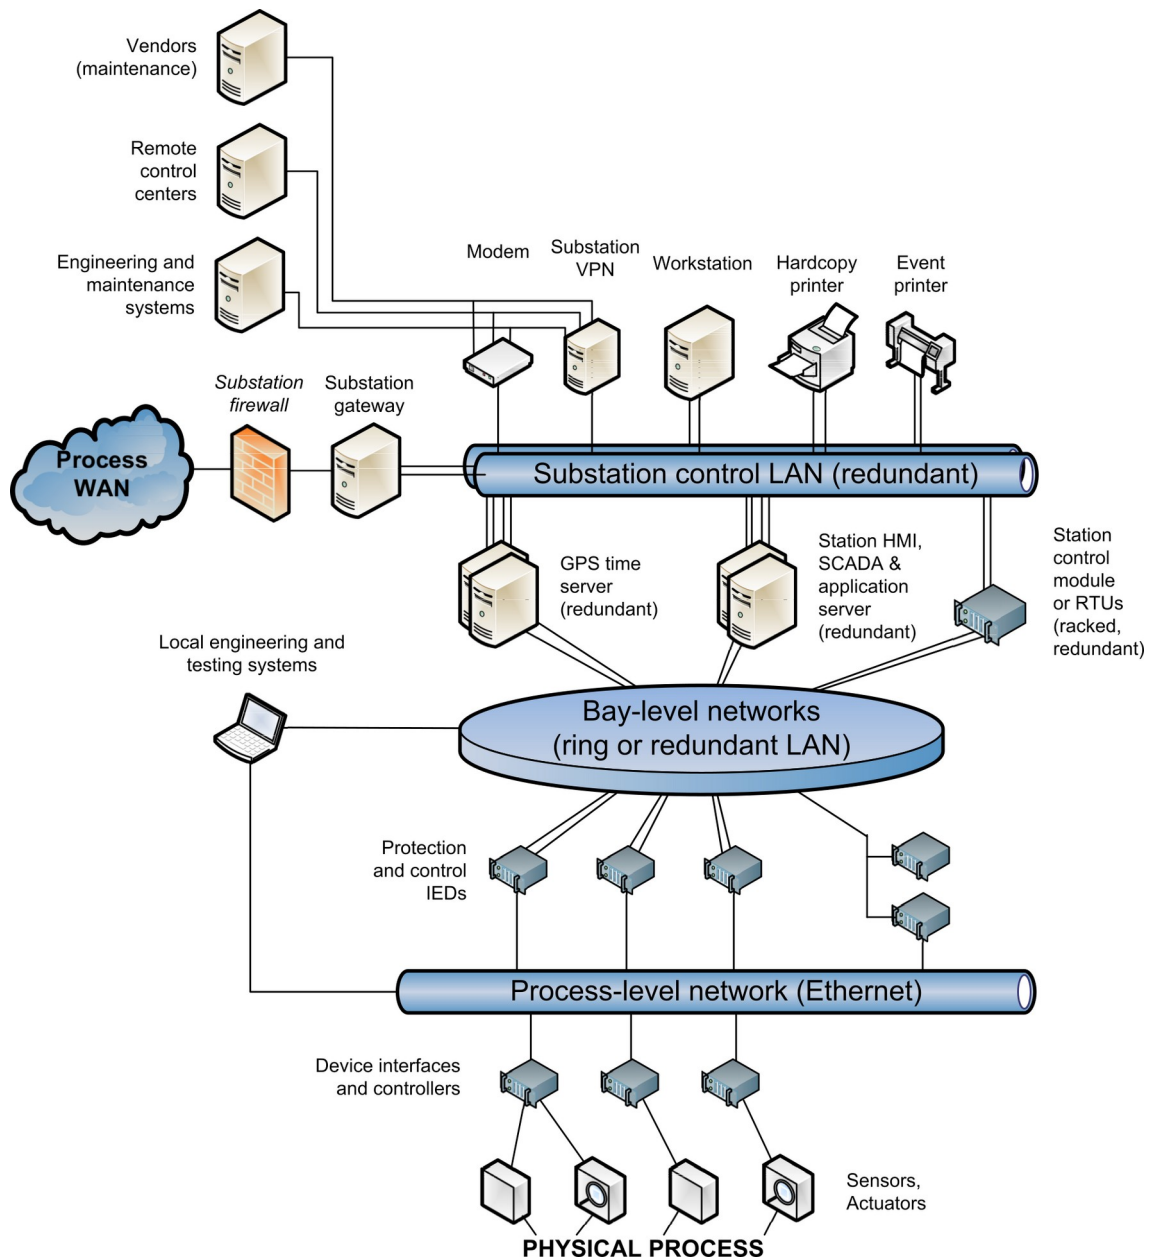 Vendors
(maintenance)
Remote
control
centers
Engineering and
maintenance
systems
Modem
Substation
VPN
Workstation
Hardcopy
printer
Event
printer
Substation
firewall
Substation
gateway
Process
WAN
Substation control LAN (redundant)
GPS time
server
(redundant)
Station HMI,
SCADA &
application
server
(redundant)
Station
control
module
or RTUs
(racked,
redundant)
Local engineering and
testing systems
Bay-level networks
(ring or redundant LAN)
Protection
and control
IEDs
Process-level network (Ethernet)
Device interfaces
and controllers
Sensors,
Actuators
PHYSICAL PROCESS